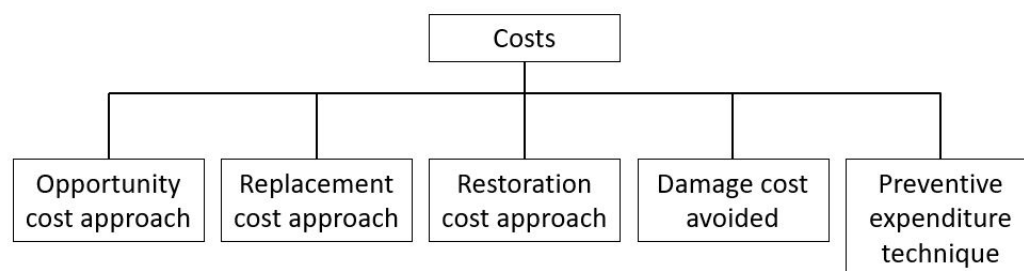 Costs
Opportunity
cost approach
Replacement
cost approach
Restoration
cost approach
Damage cost
avoided
Preventive
expenditure
technique